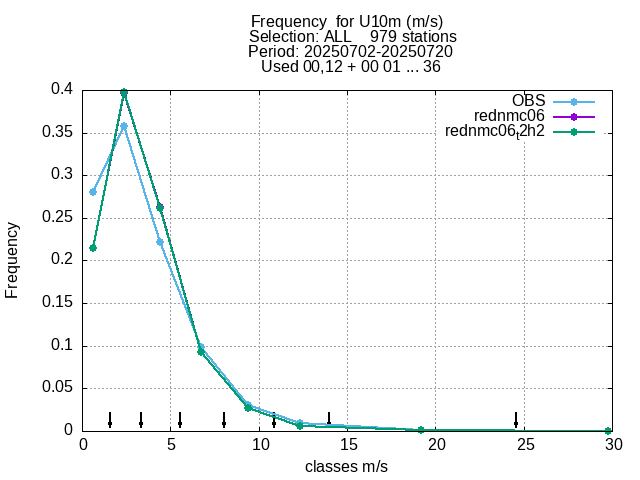 Frequency  for U10m (m/s)
Selection: ALL    979 stations
Period: 20250702-20250720
Used 00,12 + 00 01 ... 36
OBS
rednmc06
rednmc06t2h2
0.4
0.35
0.3
0.25
0.2
0.15
0.1
0.05
0
Frequency
0 5 10 15 20 25 30
classes m/s